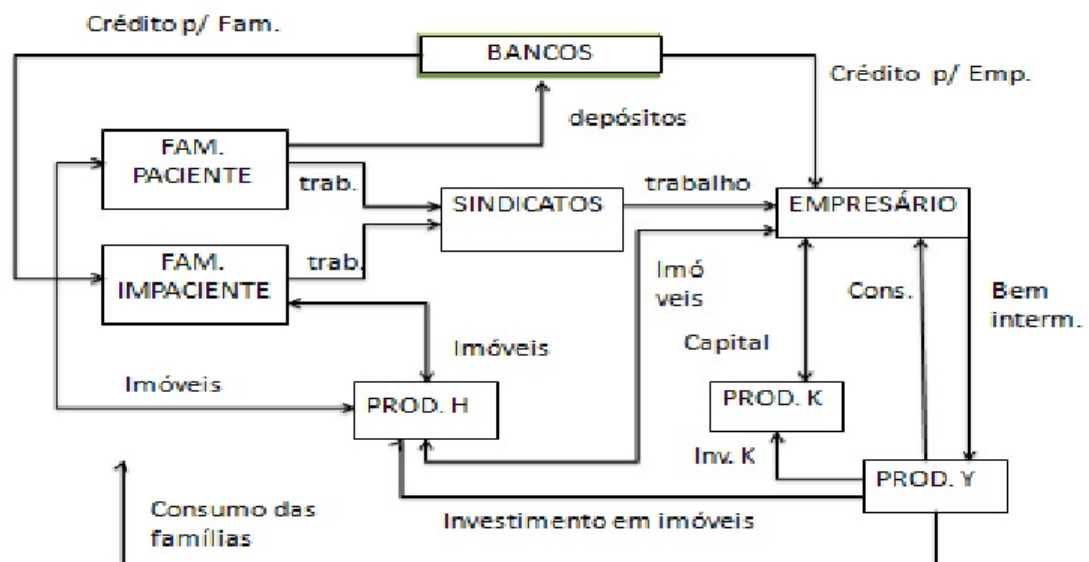 Crédito p/ Fam.
BANCOS
Crédito p/ Emp.
depósitos
FAM.
PACIENTE
trab.
SINDICATOS
trabalho
EMPRESÁRIO
FAM.
IMPACIENTE
trab.
Imó
veis
Cons.
Bem
interm.
Capital
Imóveis
Imóveis
PROD. H
PROD. K
Inv. K
PROD. Y
Consumo das
famílias
Investimento em imóveis